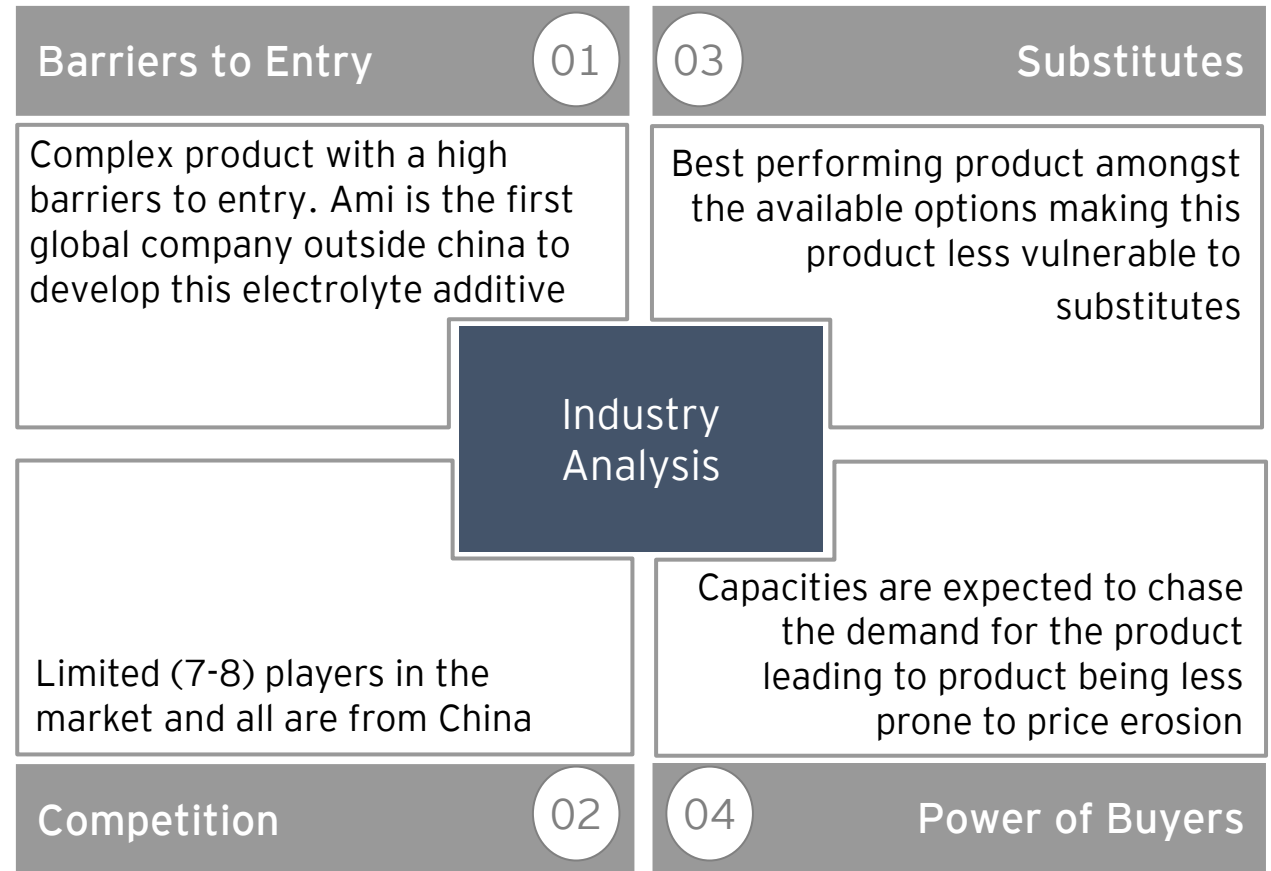 Barriers to Entry 01
Complex product with a high
barriers to entry. Ami is the first
global company outside china to
develop this electrolyte additive
03 Substitutes
Best performing product amongst
the available options making this
product less vulnerable to
substitutes
Industry
Analysis
Limited (7-8) players in the
market and all are from China
Competition 02
Capacities are expected to chase
the demand for the product
leading to product being less
prone to price erosion
04 Power of Buyers